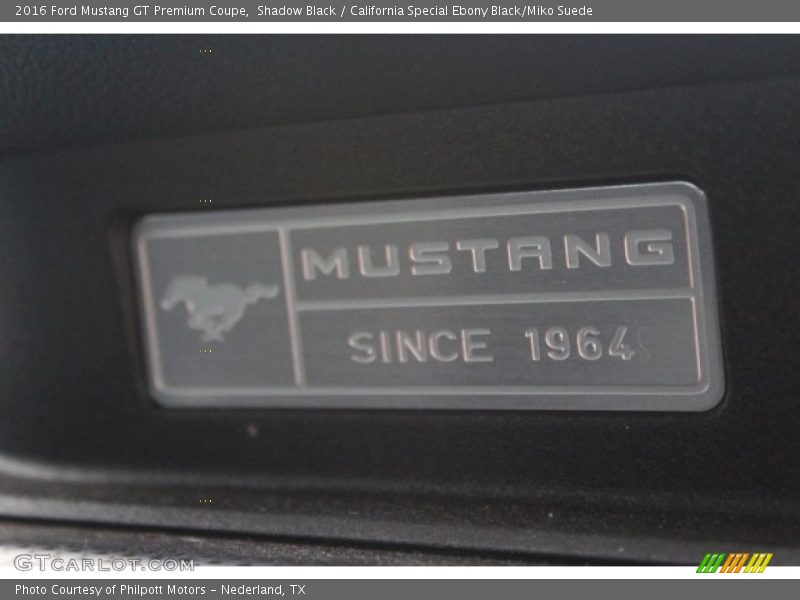 2016 Ford Mustang GT Premium Coupe,  Shadow Black / California Special Ebony Black/Miko Suede
MUSTANG
SINCE 1964
GTCARLOT.COM
Photo Courtesy of Philpott Motors - Nederland, TX